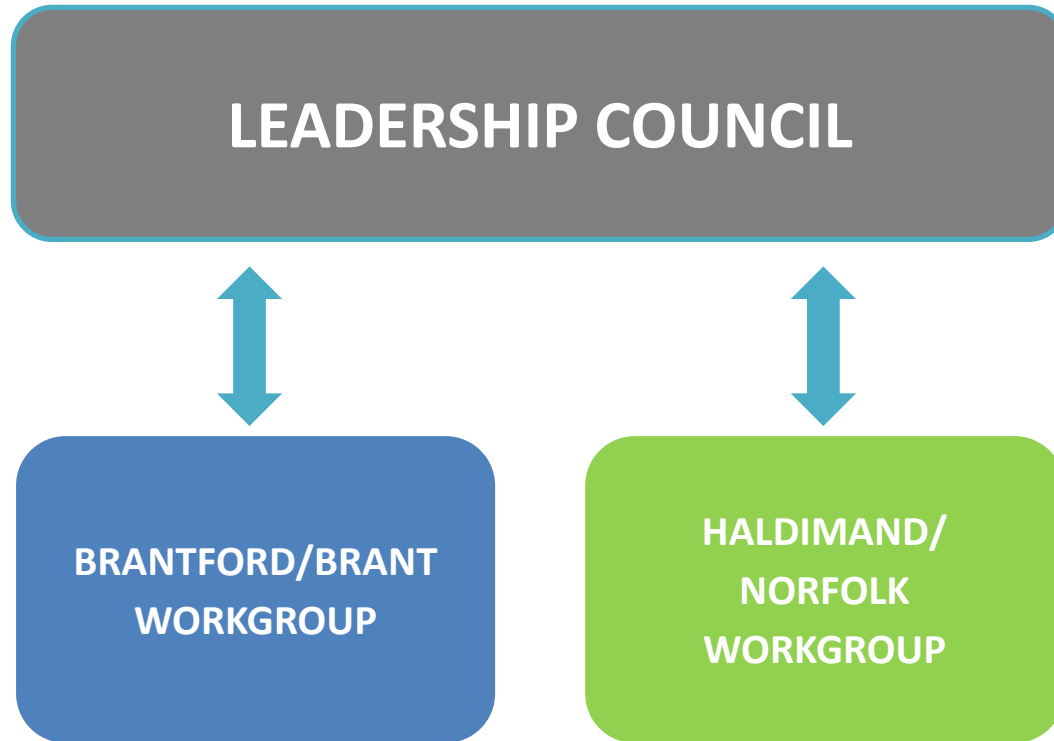 LEADERSHIP COUNCIL
BRANTFORD/BRANT
WORKGROUP
HALDIMAND/
NORFOLK
WORKGROUP